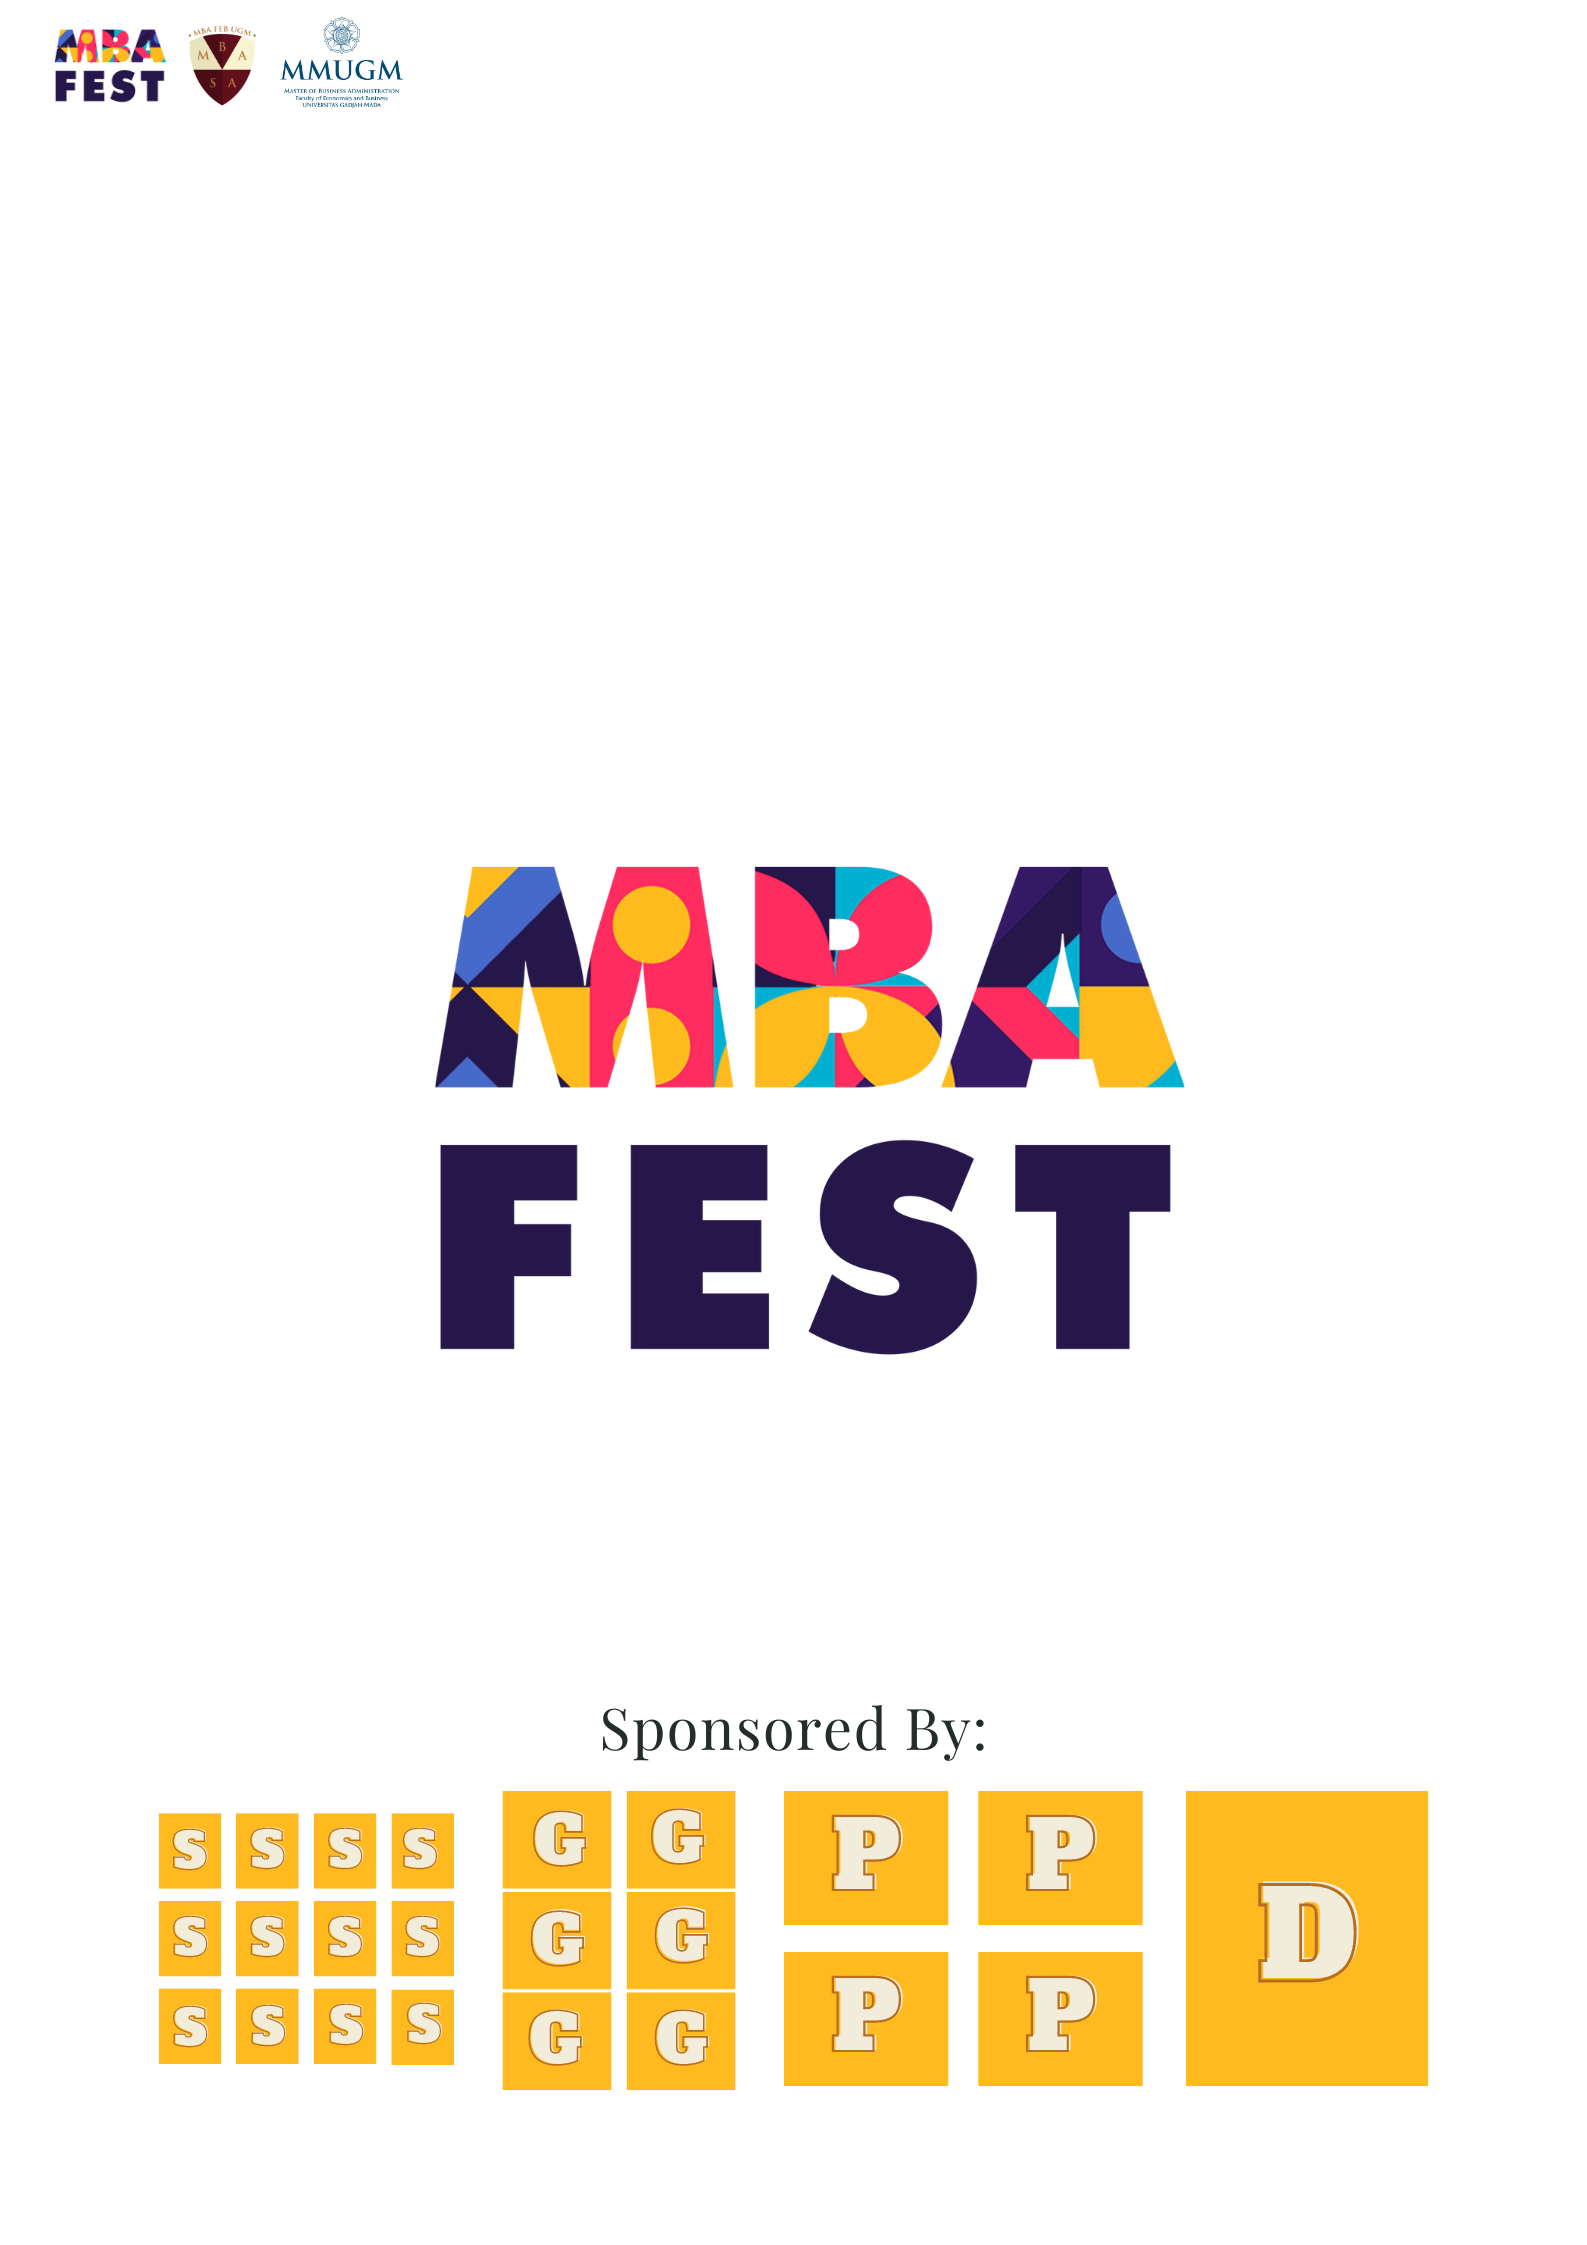 MBA
FEST
MBA FEB UGM
B
M A
S A
MMUGM
MASTER OF BUSINESS ADMINISTRATION
Faculty of Economics and Business
UNIVERSITAS GADJAH MADA
MBA
FEST
Sponsored By:
S S S S
S S S S
S S S S
G G
G G
G G
P P
P P
D